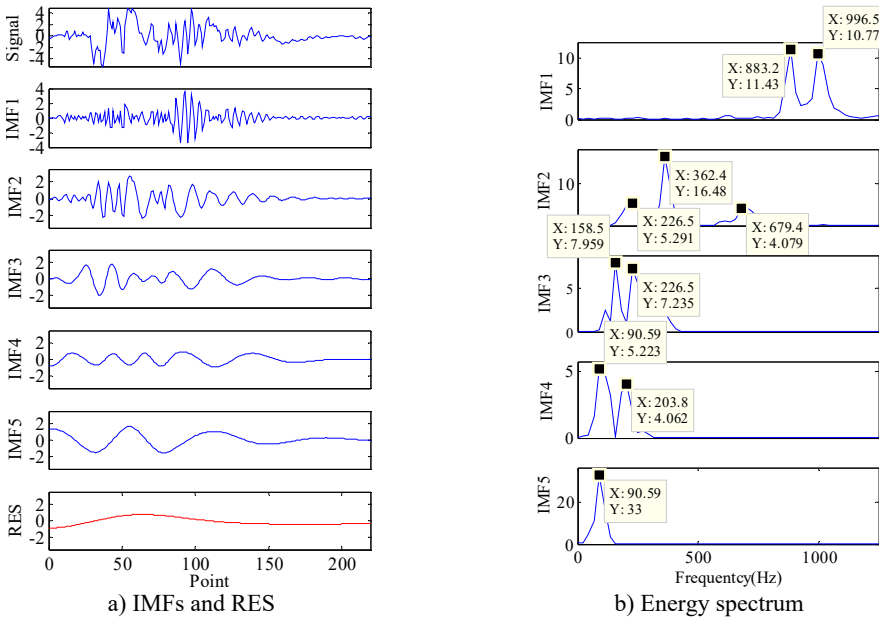 Signal
4
2
0
-2
-4
IMF1
4
2
0
-2
4
IMF2
2
0
-2
IMF3
2
0
-2
IMF4
2
0
-2
IMF5
2
0
-2
RES
2
0
-2
0
50
100
150
200
Point
a) IMFs and RES
X: 996.5
Y: 10.77
X: 883.2
Y: 11.43
IMF1
10
5
0
X: 362.4
Y: 16.48
IMF2
10
X: 158.5
Y: 7.959
X: 226.5
Y: 5.291
X: 679.4
Y: 4.079
IMF3
5
0
X: 226.5
Y: 7.235
X: 90.59
Y: 5.223
IMF4
5
0
X: 203.8
Y: 4.062
IMF5
20
0
X: 90.59
Y: 33
0
500
1000
Frequentcy(Hz)
b) Energy spectrum